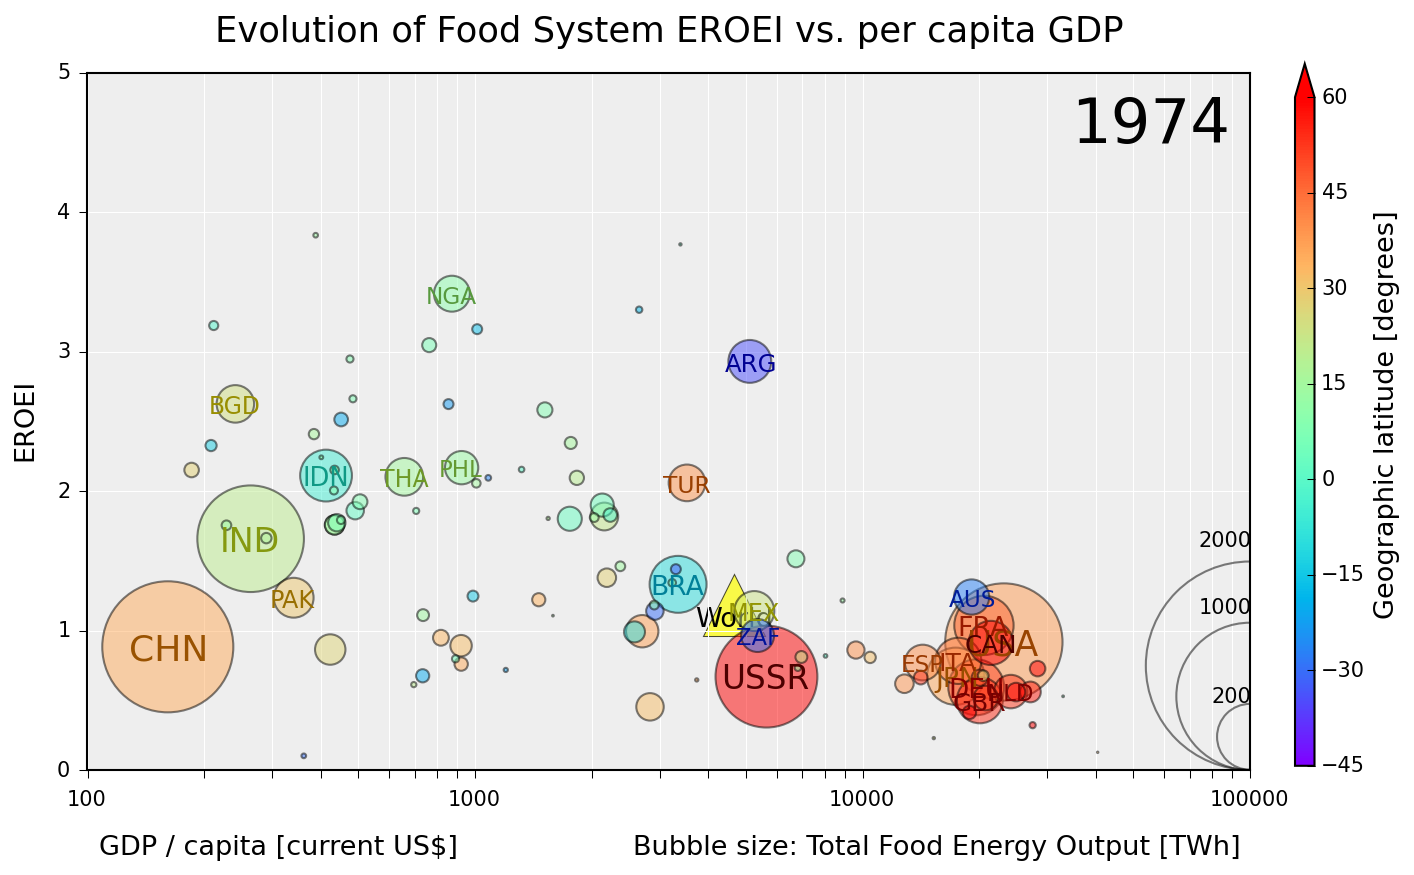 Evolution of Food System EROEI vs. per capita GDP
1974
5
4
3
2
1
0
EROEI
NGA
ARG
BGD
IDN
THA
PHL
TUR
IND
CHN
PAK
BRA
MEX
ZAF
USSR
AUS
FRA
CAN
ESP
ITA
JPN
GBR
2000
1000
200
100
1000
10000
100000
GDP / capita [current US$]
Bubble size: Total Food Energy Output [TWh]
60
45
30
15
0
−15
−30
−45
Geographic latitude [degrees]